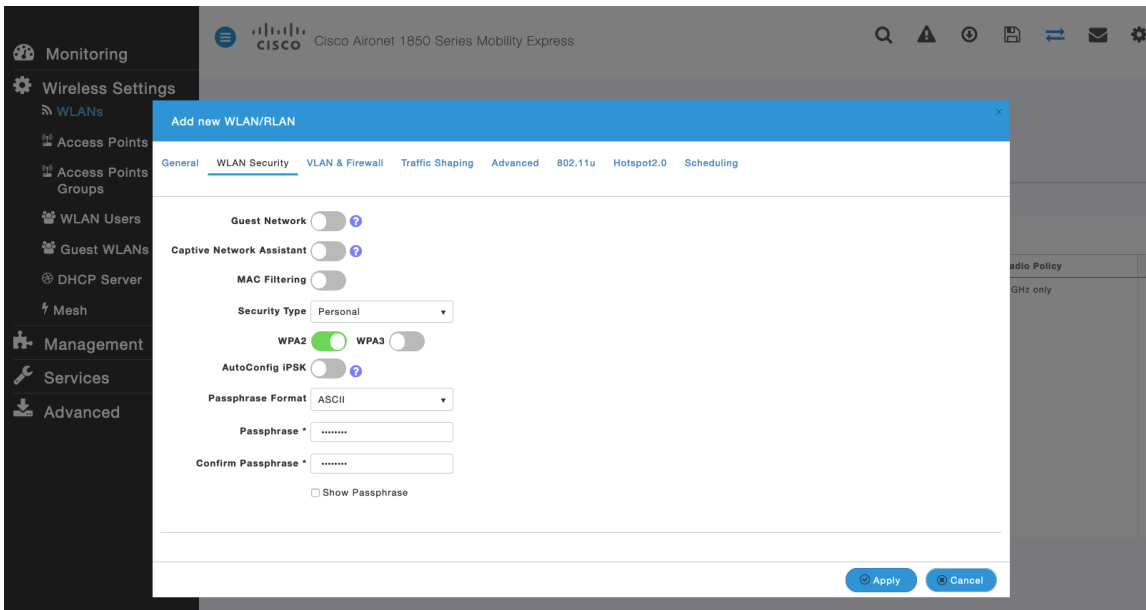 CISCO Cisco Aironet 1850 Series Mobility Express
Monitoring
Wireless Settings
WLANs
Access Points
Access Points
Groups
WLAN Users
Guest WLANs
DHCP Server
Mesh
Management
Services
Advanced
Add new WLAN/RLAN
General WLAN Security VLAN & Firewall Traffic Shaping Advanced 802.11u Hotspot2.0 Scheduling
Guest Network ?
Captive Network Assistant ?
MAC Filtering
Security Type Personal
WPA2 WPA3
AutoConfig iPSK ?
Passphrase Format ASCII
Passphrase * ········
Confirm Passphrase * ········
Show Passphrase
Apply Cancel
adio Policy
GHz only